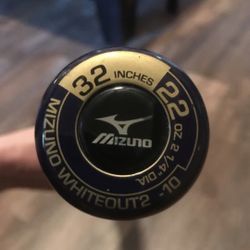 32 INCHES
22 OZ. 2 1/4" DIA.
MIZUNO WHITEOUT2 -10
MIZUNO